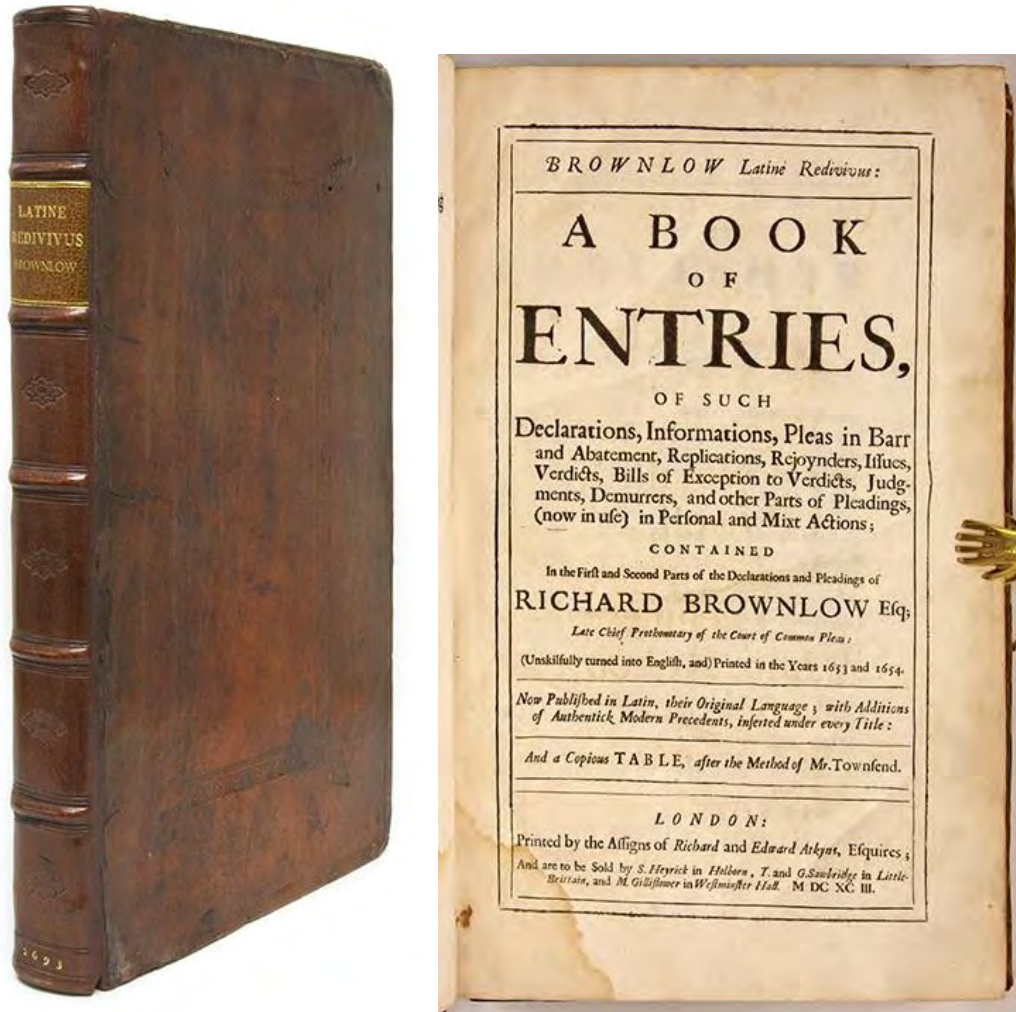 LATINE
REDIVIVUS
BROWNLOW
1693
BROWNLOW Latine Redivivus:
A BOOK
OF
ENTRIES,
OF SUCH
Declarations, Informations, Pleas in Barr
and Abatement, Replications, Rejoynders, Iſſues,
Verdicts, Bills of Exception to Verdicts, Judg-
ments, Demurrers, and other Parts of Pleadings,
(now in uſe) in Perſonal and Mixt Actions;
CONTAINED
In the Firſt and Second Parts of the Declarations and Pleadings of
RICHARD BROWNLOW Eſq;
Late Chief Prothonotary of the Court of Common Pleas:
(Unskilfully turned into Engliſh, and) Printed in the Years 1653 and 1654.
Now Publiſhed in Latin, their Original Language; with Additions
of Authentick Modern Precedents, inſerted under every Title:
And a Copious TABLE, after the Method of Mr. Townſend.
LONDON:
Printed by the Aſſigns of Richard and Edward Atkyns, Eſquires;
And are to be Sold by S. Heyrick in Holborn, T. and G. Sawbridge in Little-
Brittain, and M. Gilliflower in Weſtminſter Hall. M DC XC III.